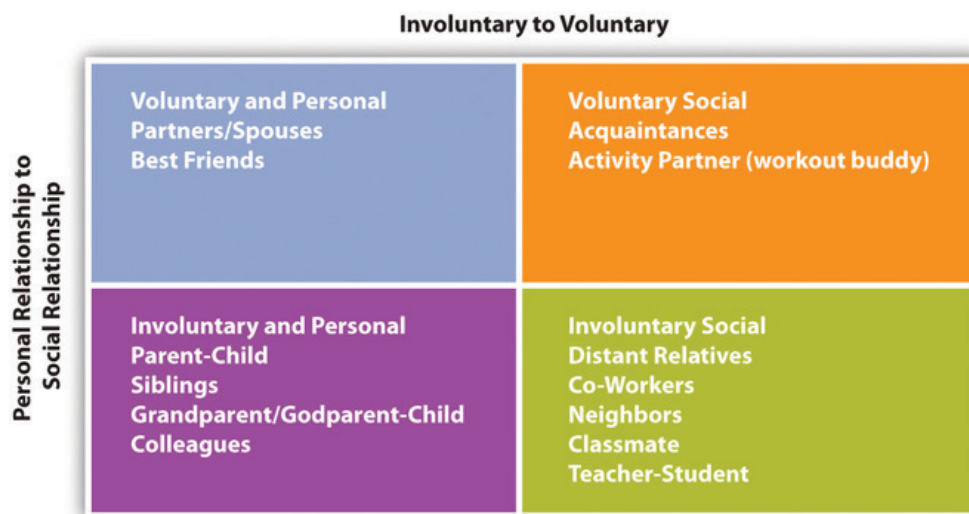 Involuntary to Voluntary
Personal Relationship to
Social Relationship
Voluntary and Personal
Partners/Spouses
Best Friends
Voluntary Social
Acquaintances
Activity Partner (workout buddy)
Involuntary and Personal
Parent-Child
Siblings
Grandparent/Godparent-Child
Colleagues
Involuntary Social
Distant Relatives
Co-Workers
Neighbors
Classmate
Teacher-Student